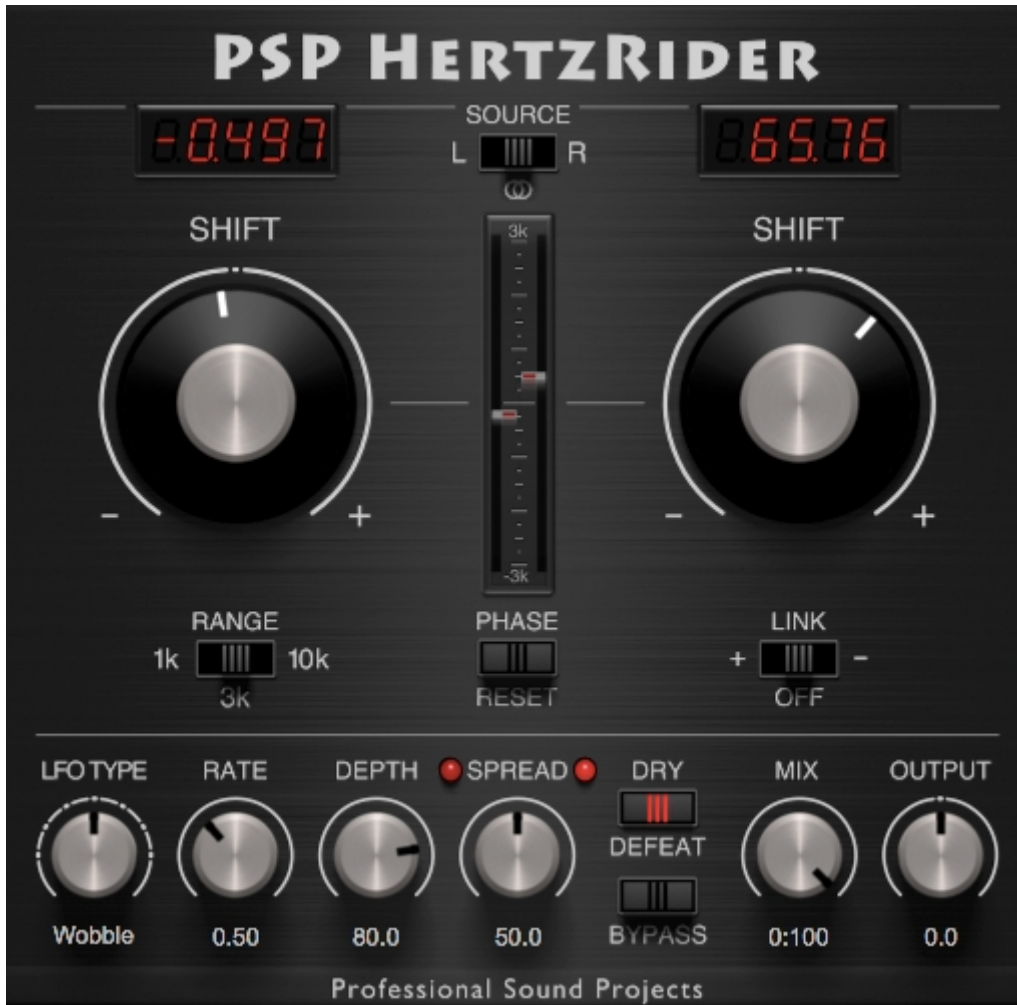 PSP HERTZRIDER
-0.497
SOURCE
65.76
L R
SHIFT
SHIFT
3k
- +
- +
-3k
RANGE
PHASE
LINK
1k 10k
+ -
3k
RESET
OFF
LFO TYPE RATE DEPTH SPREAD DRY MIX OUTPUT
DEFEAT
Wobble 0.50 80.0 50.0 BYPASS 0:100 0.0
Professional Sound Projects